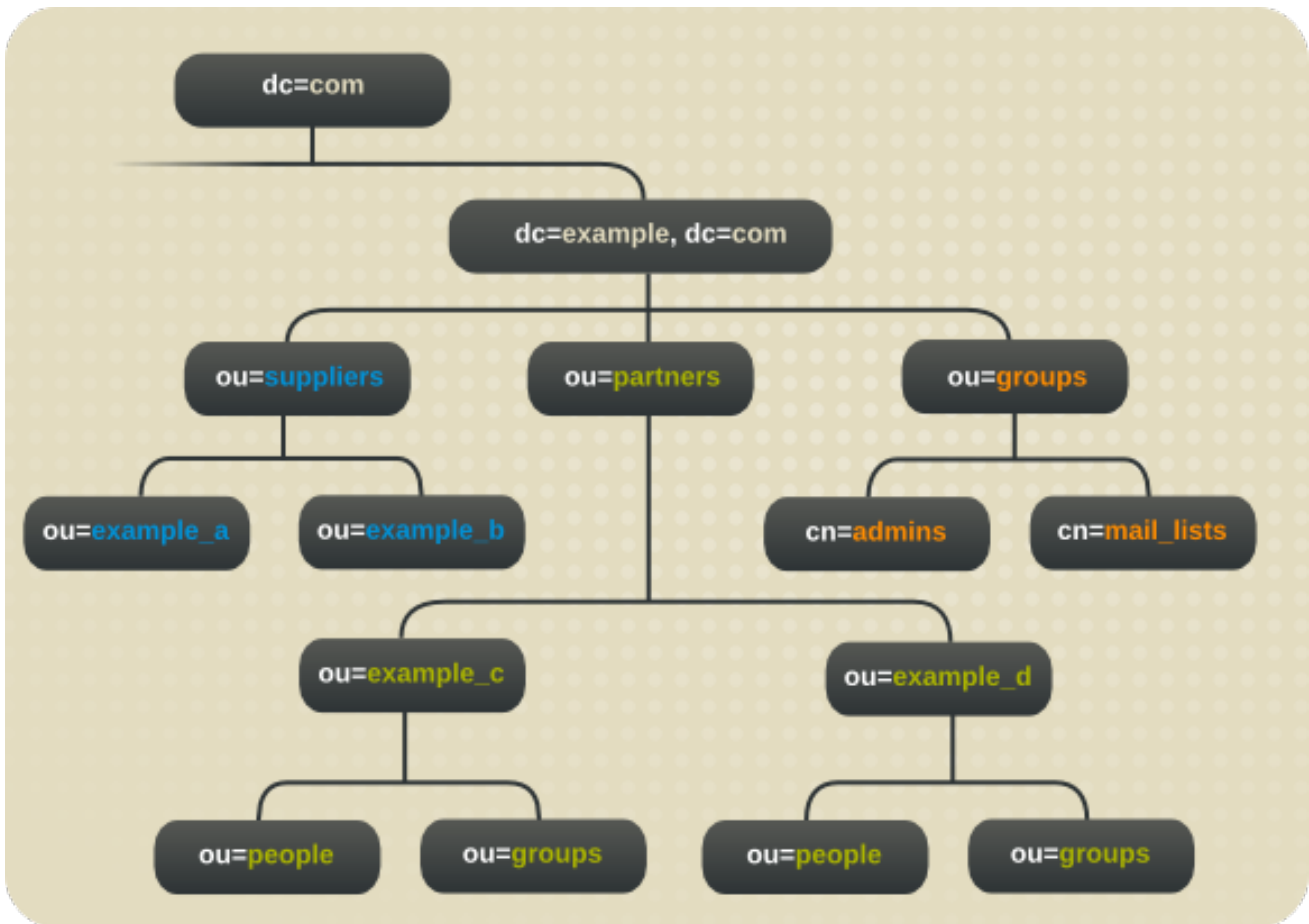 dc=com
dc=example, dc=com
ou=suppliers
ou=partners
ou=groups
ou=example_a
ou=example_b
cn=admins
cn=mail_lists
ou=example_c
ou=example_d
ou=people
ou=groups
ou=people
ou=groups